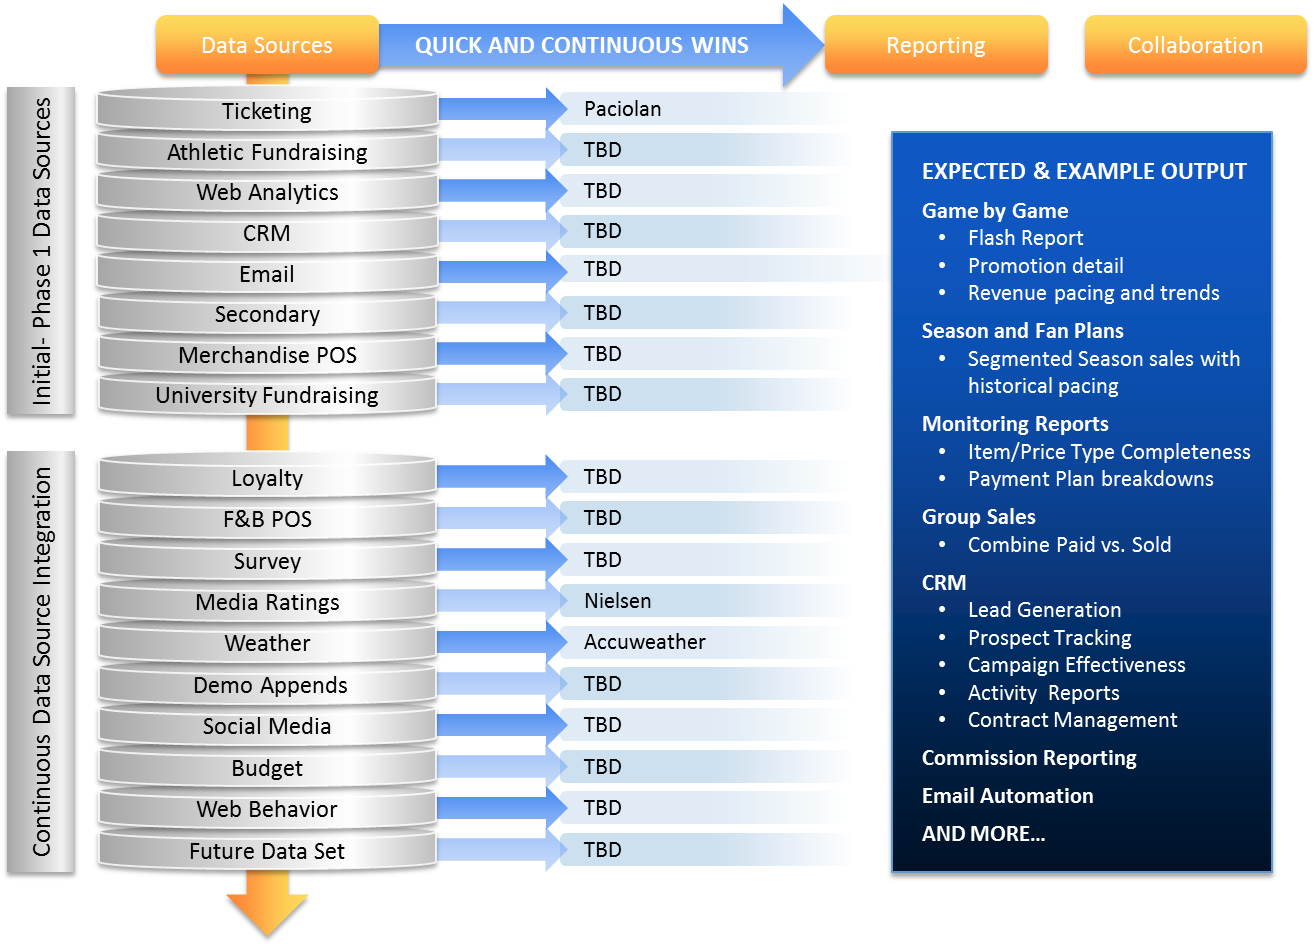 Data Sources
QUICK AND CONTINUOUS WINS
Reporting
Collaboration
Initial- Phase 1 Data Sources
Ticketing
Paciolan
Athletic Fundraising
TBD
Web Analytics
TBD
CRM
TBD
Email
TBD
Secondary
TBD
Merchandise POS
TBD
University Fundraising
TBD
Continuous Data Source Integration
Loyalty
TBD
F&B POS
TBD
Survey
TBD
Media Ratings
Nielsen
Weather
Accuweather
Demo Appends
TBD
Social Media
TBD
Budget
TBD
Web Behavior
TBD
Future Data Set
TBD
EXPECTED & EXAMPLE OUTPUT
Game by Game
• Flash Report
• Promotion detail
• Revenue pacing and trends
Season and Fan Plans
• Segmented Season sales with
historical pacing
Monitoring Reports
• Item/Price Type Completeness
• Payment Plan breakdowns
Group Sales
• Combine Paid vs. Sold
CRM
• Lead Generation
• Prospect Tracking
• Campaign Effectiveness
• Activity Reports
• Contract Management
Commission Reporting
Email Automation
AND MORE...